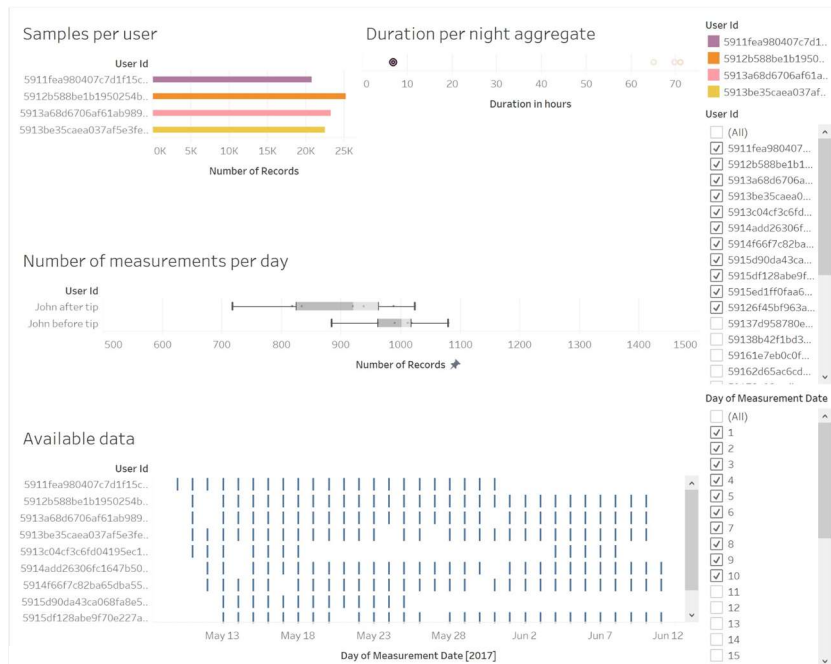 Samples per user
User Id
5911fea980407c7d1f15c..
5912b588be1b1950254b..
5913a68d6706af61ab989..
5913be35caea037af5e3fe..
0K 5K 10K 15K 20K 25K
Number of Records
Duration per night aggregate
0 10 20 30 40 50 60 70
Duration in hours
User Id
5911fea980407c7d1..
5912b588be1b1950..
5913a68d6706af61a..
5913be35caea037af..
User Id
(All)
5911fea980407...
5912b588be1b1...
5913a68d6706a...
5913be35caea0...
5913c04cf3c6fd...
5914add26306f...
5914f66f7c82ba...
5915d90da43ca...
5915df128abe9f...
5915ed1ff0faa6...
59126f45bf963a...
59137d958780e...
59138b42f1bd3...
59161e7eb0c0f...
59162d65ac6cd...
Number of measurements per day
User Id
John after tip
John before tip
500 600 700 800 900 1000 1100 1200 1300 1400 1500
Number of Records
Available data
User Id
5911fea980407c7d1f15c..
5912b588be1b1950254b..
5913a68d6706af61ab989..
5913be35caea037af5e3fe..
5913c04cf3c6fd04195ec1..
5914add26306fc1647b50..
5914f66f7c82ba65dba55..
5915d90da43ca068fa8e5..
5915df128abe9f70e227a..
May 13 May 18 May 23 May 28 Jun 2 Jun 7 Jun 12
Day of Measurement Date [2017]
Day of Measurement Date
(All)
1
2
3
4
5
6
7
8
9
10
11
12
13
14
15